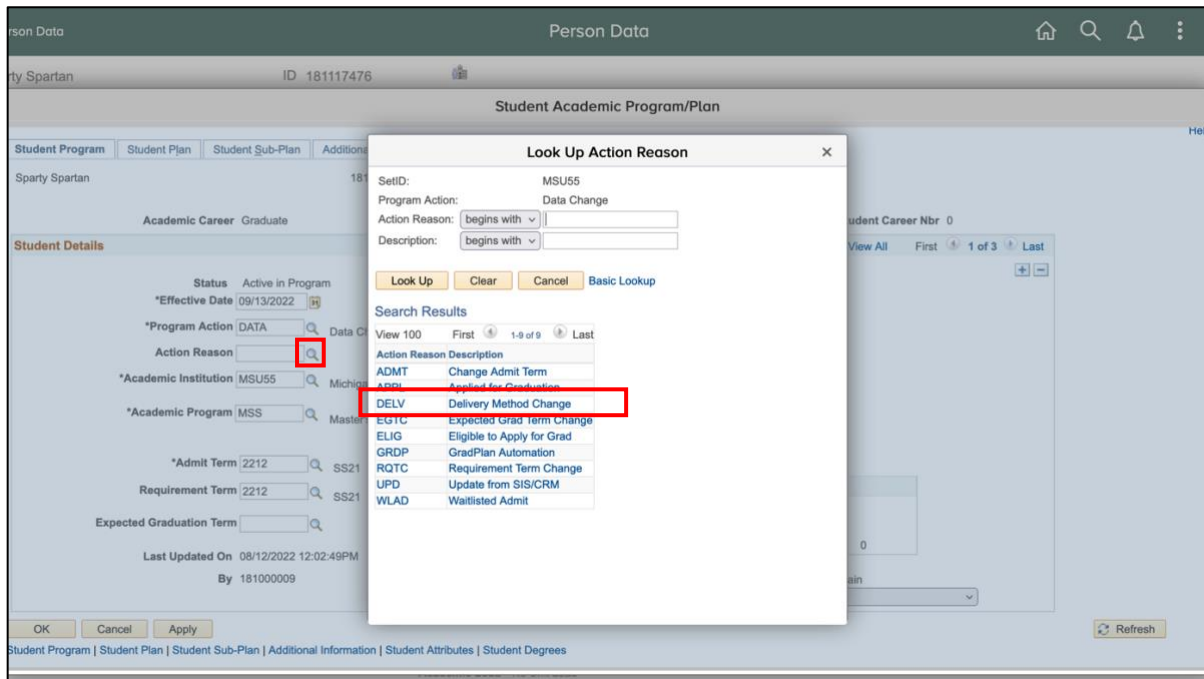 rson Data
Person Data
rty Spartan ID 181117476
Student Academic Program/Plan
Hel
Student Program Student Plan Student Sub-Plan Additiona
Sparty Spartan 181
Academic Career Graduate
udent Career Nbr 0
Student Details
View All First 1 of 3 Last
Status Active in Program
*Effective Date 09/13/2022
*Program Action DATA Data Ch
Action Reason
*Academic Institution MSU55 Michiga
*Academic Program MSS Master
*Admit Term 2212 SS21
Requirement Term 2212 SS21
Expected Graduation Term
Last Updated On 08/12/2022 12:02:49PM
By 181000009
0
ain
OK Cancel Apply
Refresh
Student Program | Student Plan | Student Sub-Plan | Additional Information | Student Attributes | Student Degrees
Look Up Action Reason ×
SetID: MSU55
Program Action: Data Change
Action Reason: begins with
Description: begins with
Look Up Clear Cancel Basic Lookup
Search Results
View 100 First 1-9 of 9 Last
Action Reason Description
ADMT Change Admit Term
APPL Applied for Graduation
DELV Delivery Method Change
EGTC Expected Grad Term Change
ELIG Eligible to Apply for Grad
GRDP GradPlan Automation
RQTC Requirement Term Change
UPD Update from SIS/CRM
WLAD Waitlisted Admit